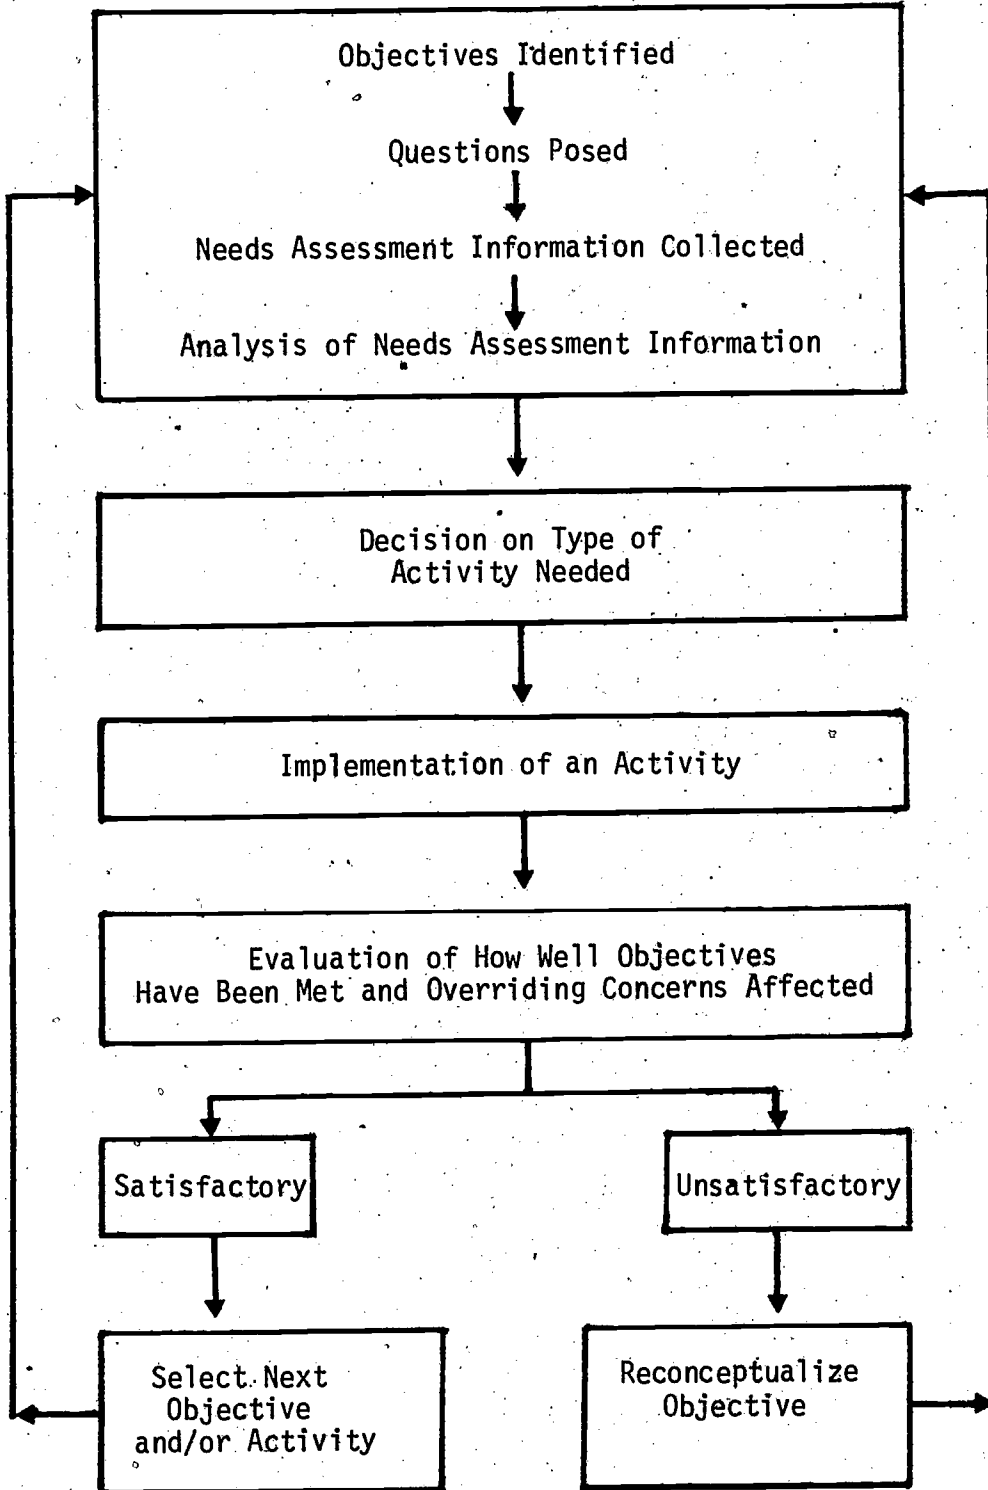 Objectives Identified
Questions Posed
Needs Assessment Information Collected
Analysis of Needs Assessment Information
Decision on Type of
Activity Needed
Implementation of an Activity
Evaluation of How Well Objectives
Have Been Met and Overriding Concerns Affected
Satisfactory
Unsatisfactory
Select Next
Objective
and/or Activity
Reconceptualize
Objective